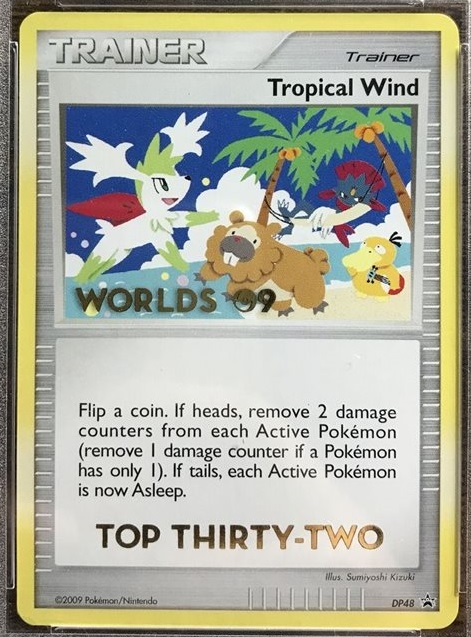 TRAINER
Trainer
Tropical Wind
WORLDS '09
Flip a coin. If heads, remove 2 damage
counters from each Active Pokémon
(remove 1 damage counter if a Pokémon
has only 1). If tails, each Active Pokémon
is now Asleep.
TOP THIRTY-TWO
Illus. Sumiyoshi Kizuki
©2009 Pokémon/Nintendo
DP48